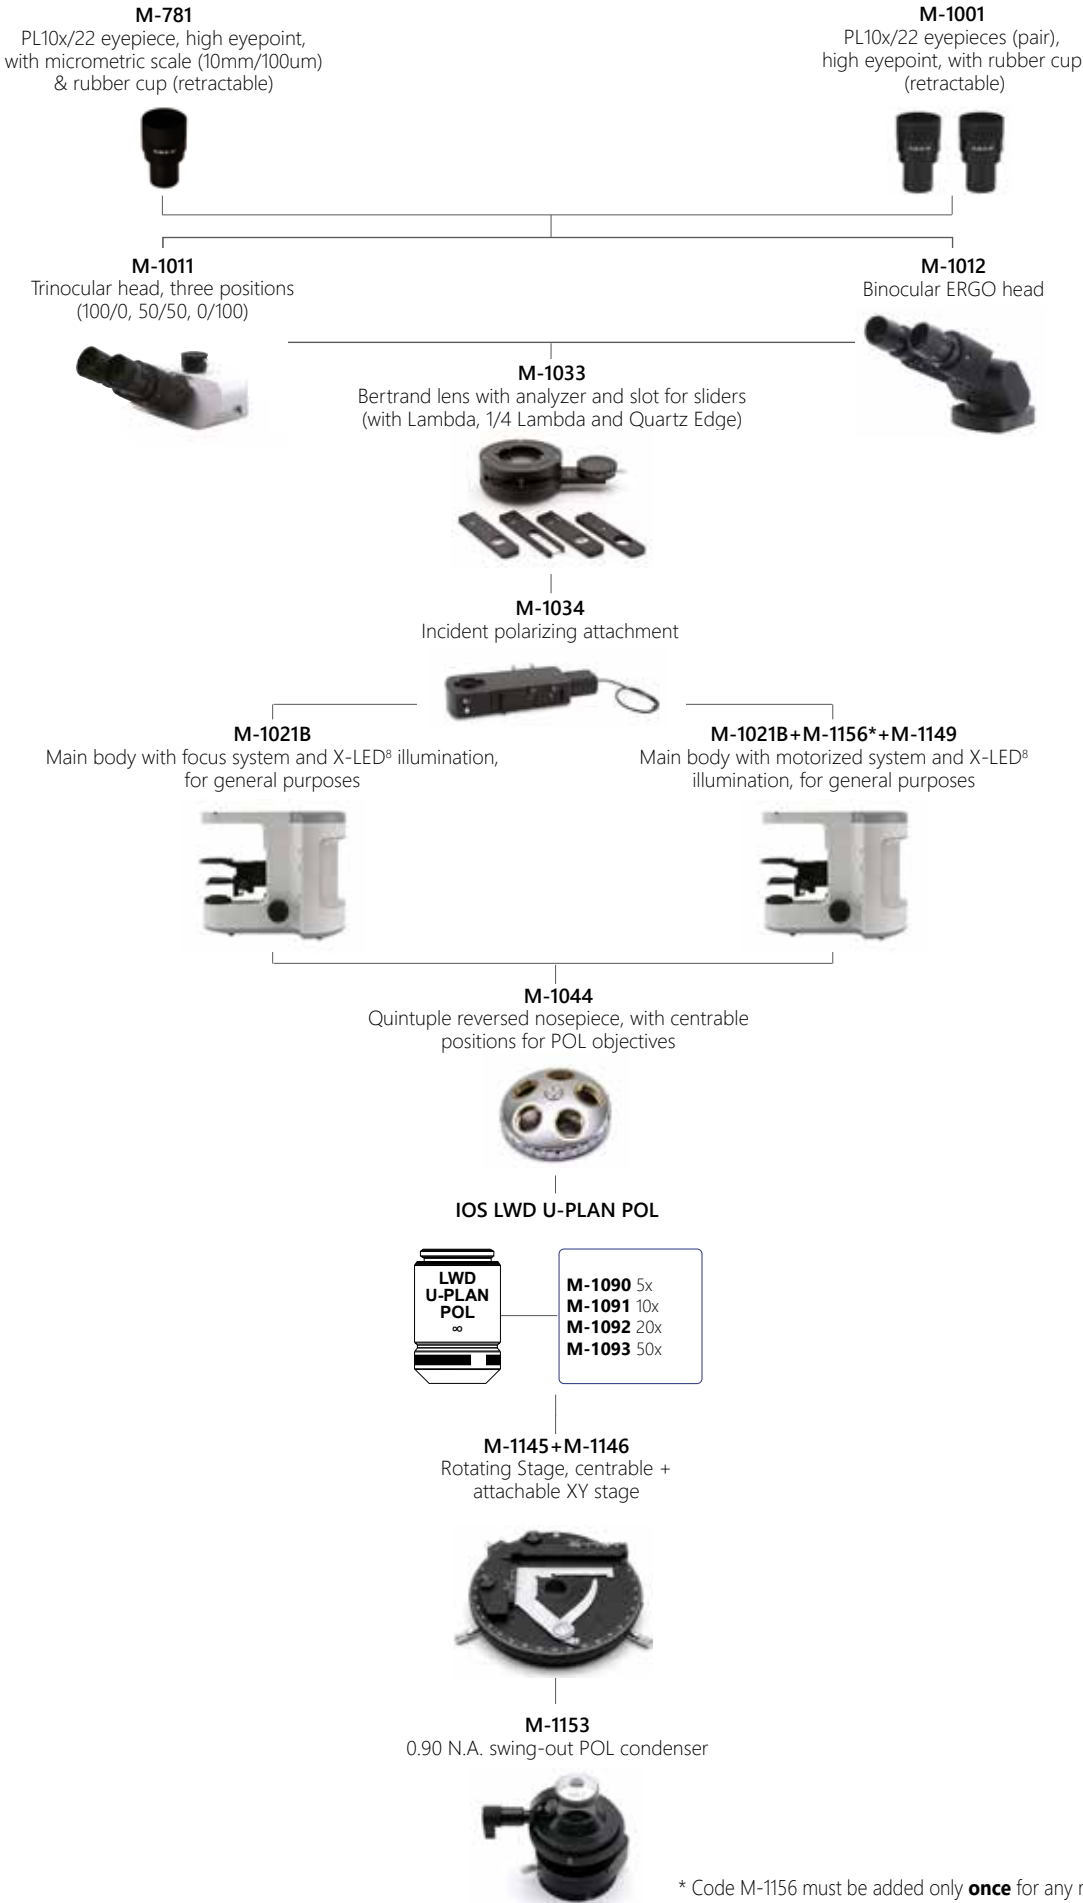 M-781
PL10x/22 eyepiece, high eyepoint,
with micrometric scale (10mm/100um)
& rubber cup (retractable)
M-1001
PL10x/22 eyepieces (pair),
high eyepoint, with rubber cup
(retractable)
M-1011
Trinocular head, three positions
(100/0, 50/50, 0/100)
M-1012
Binocular ERGO head
M-1033
Bertrand lens with analyzer and slot for sliders
(with Lambda, 1/4 Lambda and Quartz Edge)
M-1034
Incident polarizing attachment
M-1021B
Main body with focus system and X-LED⁸ illumination,
for general purposes
M-1021B+M-1156*+M-1149
Main body with motorized system and X-LED⁸
illumination, for general purposes
M-1044
Quintuple reversed nosepiece, with centrable
positions for POL objectives
IOS LWD U-PLAN POL
LWD
U-PLAN
POL
∞
M-1090 5x
M-1091 10x
M-1092 20x
M-1093 50x
M-1145+M-1146
Rotating Stage, centrable +
attachable XY stage
M-1153
0.90 N.A. swing-out POL condenser
* Code M-1156 must be added only once for any